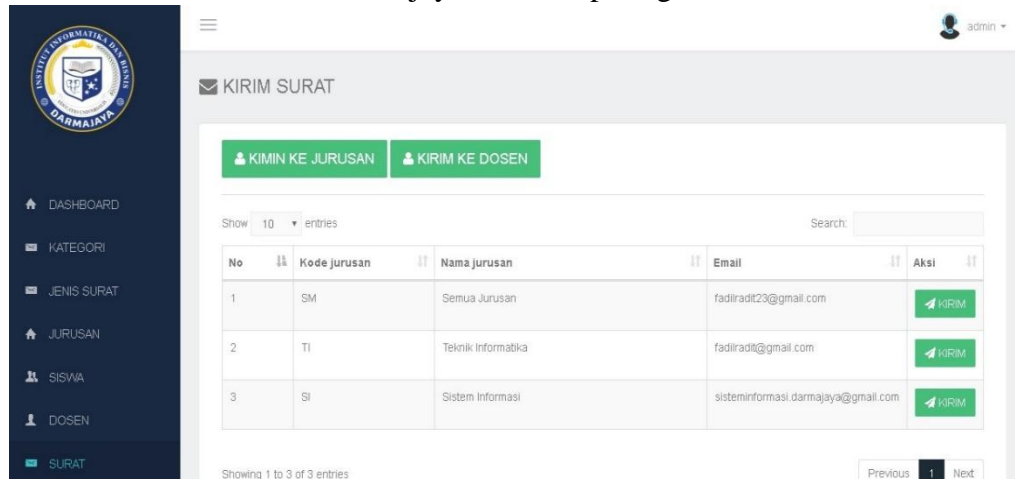 INSTITUT INFORMATIKA DAN BISNIS
DARMAJAYA
admin
KIRIM SURAT
KIMIN KE JURUSAN
KIRIM KE DOSEN
DASHBOARD
KATEGORI
JENIS SURAT
JURUSAN
SISWA
DOSEN
SURAT
Show 10 entries
Search:
No Kode jurusan Nama jurusan Email Aksi
1 SM Semua Jurusan fadilradit23@gmail.com KIRIM
2 TI Teknik Informatika fadilradit@gmail.com KIRIM
3 SI Sistem Informasi sisteminformasi.darmajaya@gmail.com KIRIM
Showing 1 to 3 of 3 entries
Previous 1 Next